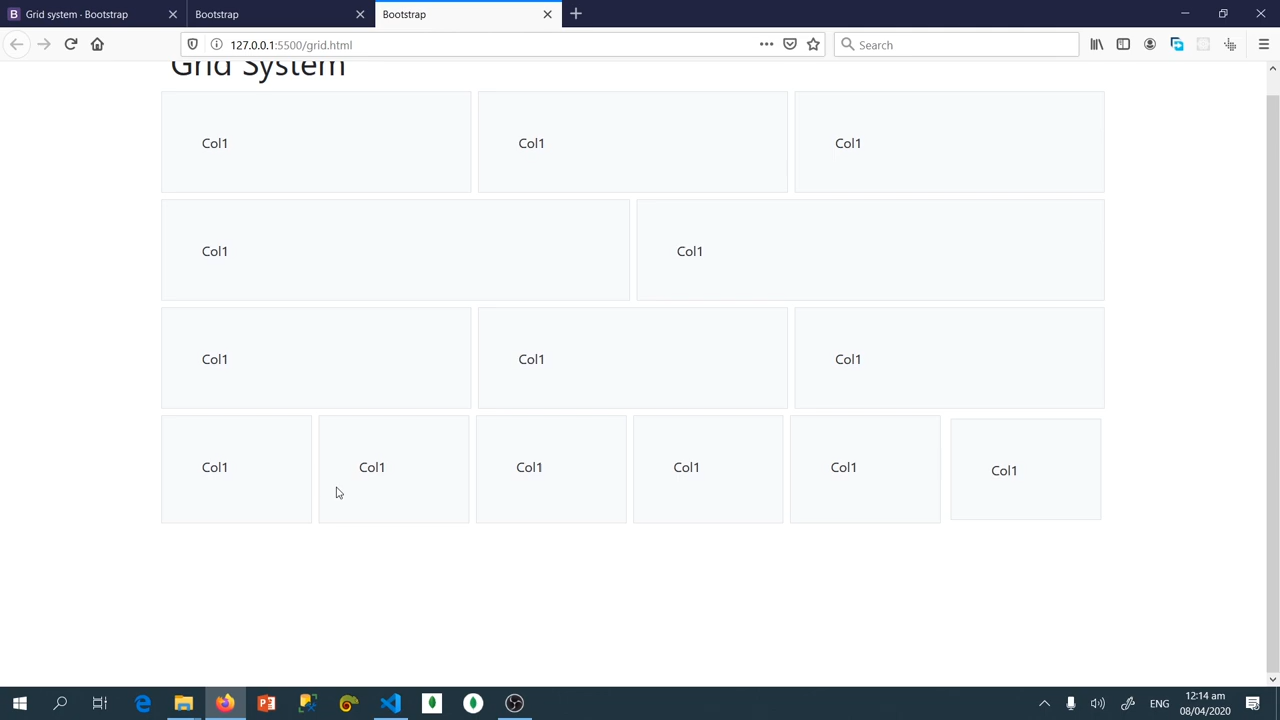 Grid system · Bootstrap
Bootstrap
Bootstrap
127.0.0.1:5500/grid.html
Search
Grid System
Col1 Col1 Col1
Col1 Col1
Col1 Col1 Col1
Col1 Col1 Col1 Col1 Col1 Col1
ENG
12:14 am
08/04/2020